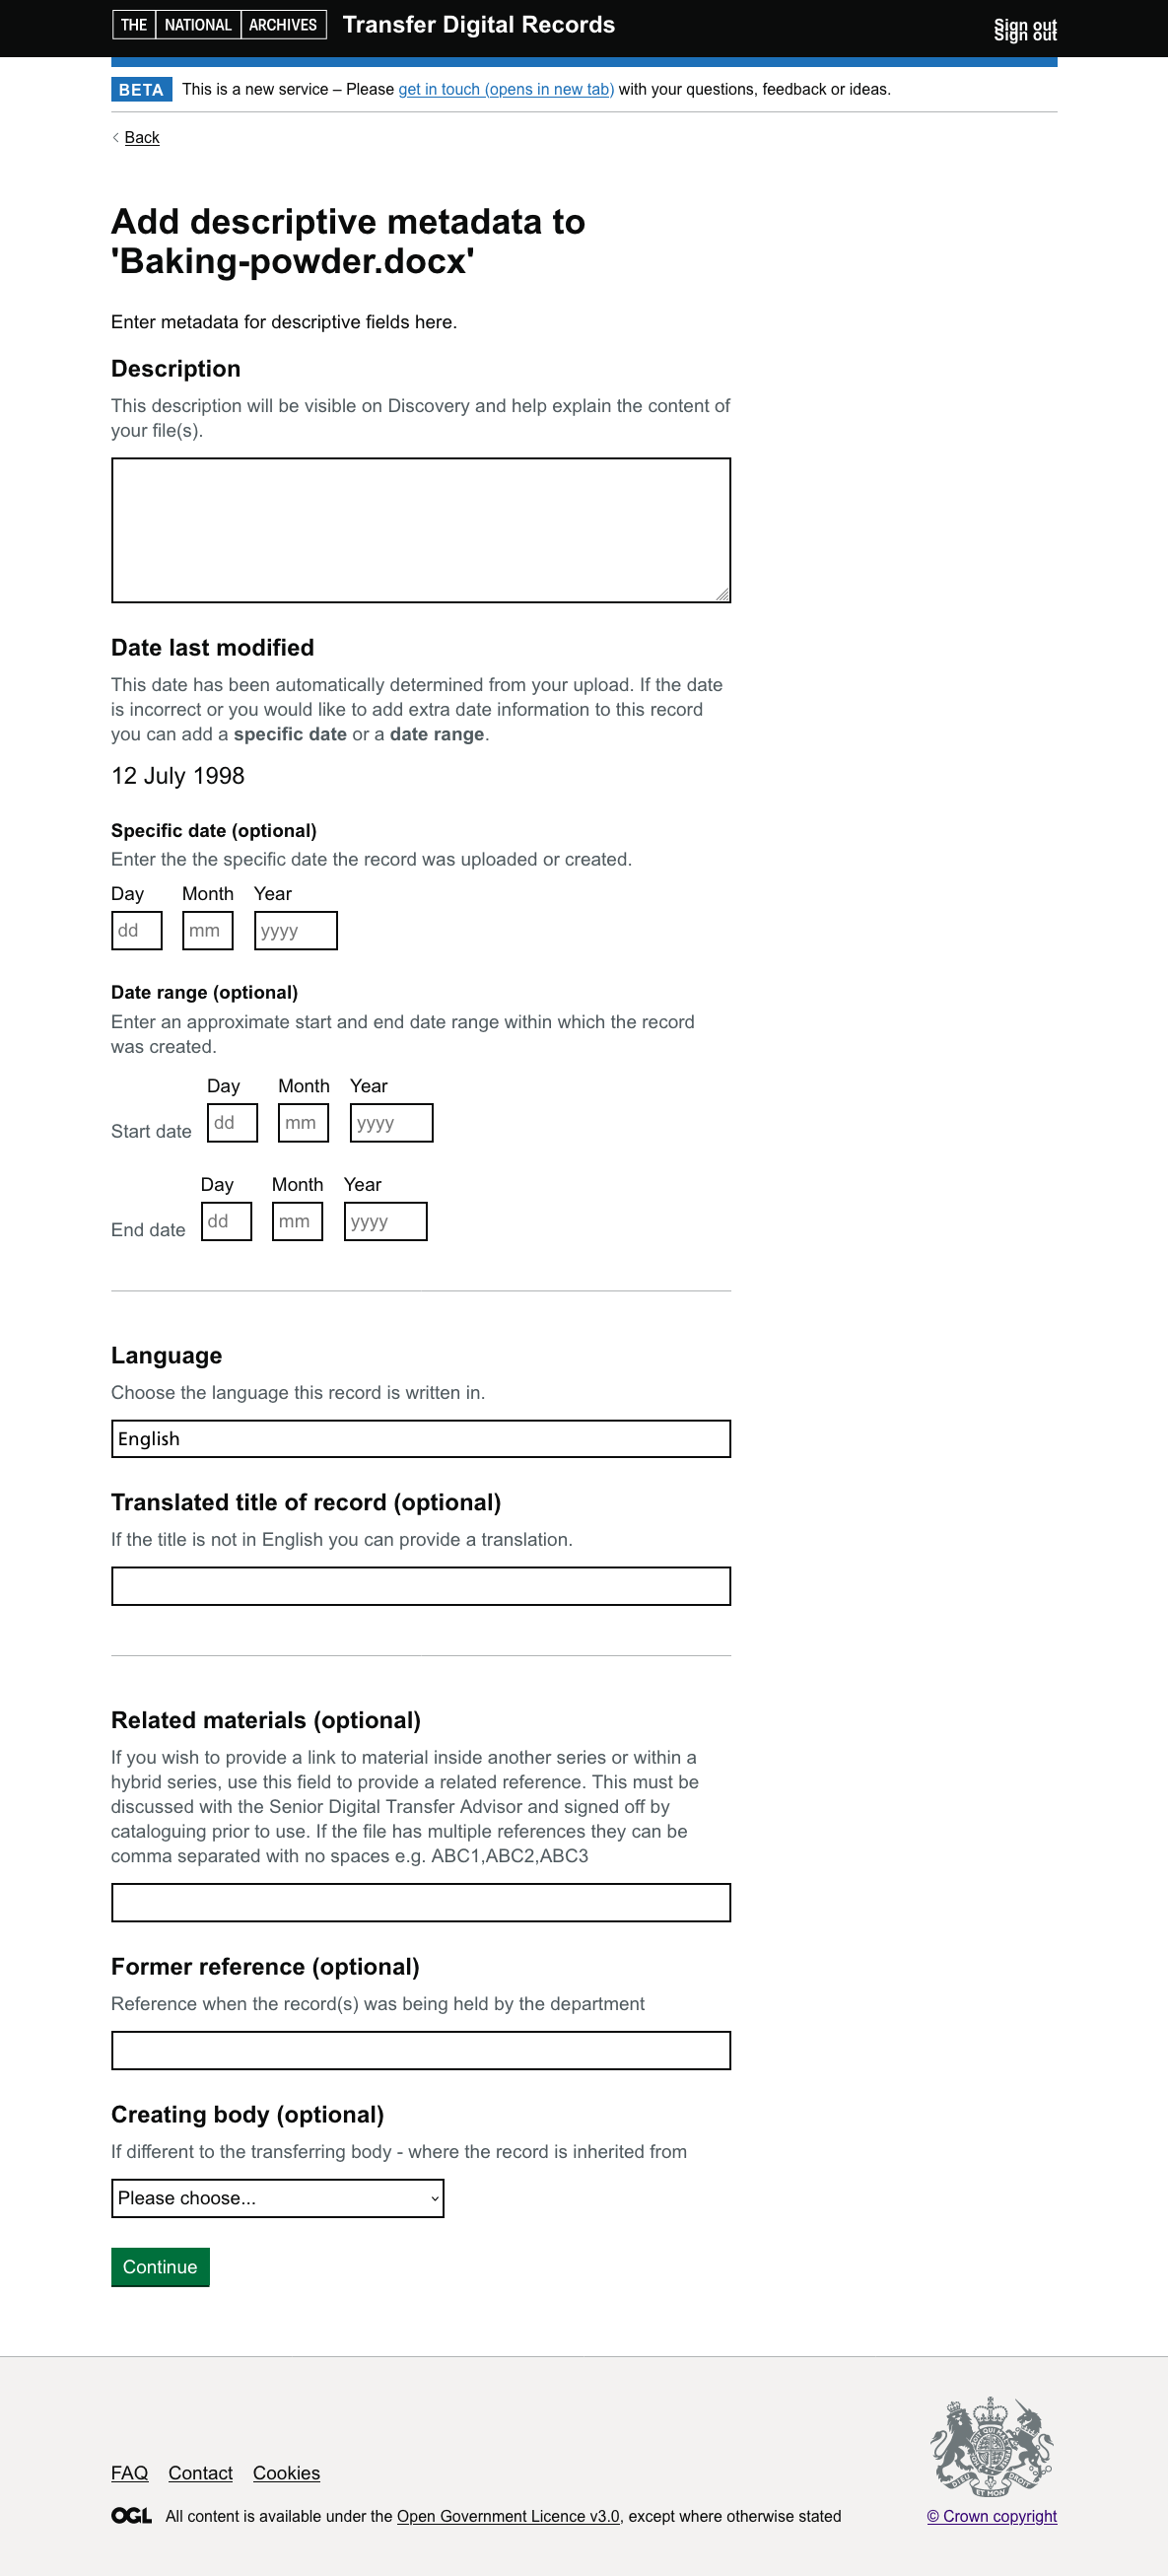 THE NATIONAL ARCHIVES Transfer Digital Records
Sign out
Sign out
BETA This is a new service – Please get in touch (opens in new tab) with your questions, feedback or ideas.
Back
Add descriptive metadata to
'Baking-powder.docx'
Enter metadata for descriptive fields here.
Description
This description will be visible on Discovery and help explain the content of
your file(s).
Date last modified
This date has been automatically determined from your upload. If the date
is incorrect or you would like to add extra date information to this record
you can add a specific date or a date range.
12 July 1998
Specific date (optional)
Enter the the specific date the record was uploaded or created.
Day Month Year
dd mm yyyy
Date range (optional)
Enter an approximate start and end date range within which the record
was created.
Day Month Year
Start date dd mm yyyy
Day Month Year
End date dd mm yyyy
Language
Choose the language this record is written in.
English
Translated title of record (optional)
If the title is not in English you can provide a translation.
Related materials (optional)
If you wish to provide a link to material inside another series or within a
hybrid series, use this field to provide a related reference. This must be
discussed with the Senior Digital Transfer Advisor and signed off by
cataloguing prior to use. If the file has multiple references they can be
comma separated with no spaces e.g. ABC1,ABC2,ABC3
Former reference (optional)
Reference when the record(s) was being held by the department
Creating body (optional)
If different to the transferring body - where the record is inherited from
Please choose...
Continue
FAQ Contact Cookies
DIEU ET MON DROIT
OGL All content is available under the Open Government Licence v3.0, except where otherwise stated
© Crown copyright